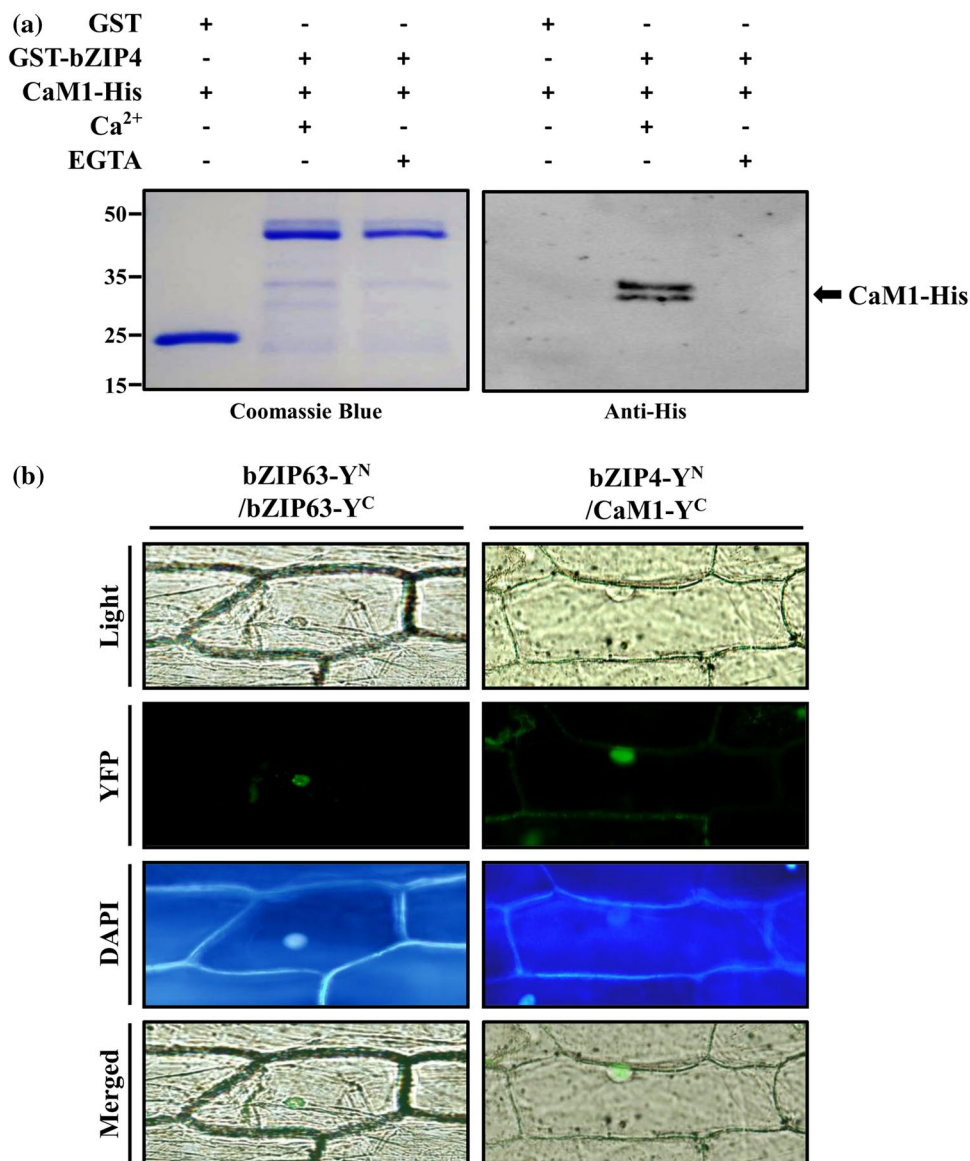 (a) GST + - - + - -
GST-bZIP4 - + + - + +
CaM1-His + + + + + +
Ca²⁺ - + - - + -
EGTA - - + - - +
50
35
25
15
CaM1-His
Coomassie Blue Anti-His
(b) bZIP63-Yᴺ /bZIP63-Yᶜ
bZIP4-Yᴺ /CaM1-Yᶜ
Light
YFP
DAPI
Merged